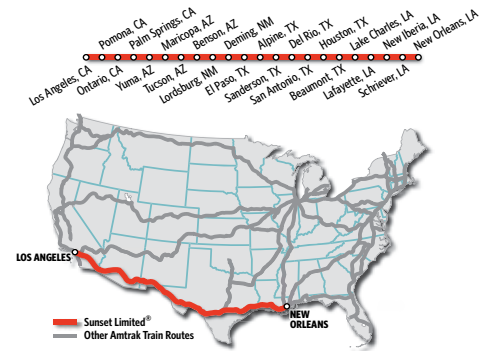 Pomona, CA
Palm Springs, CA
Maricopa, AZ
Benson, AZ
Deming, NM
Alpine, TX
Del Rio, TX
Houston, TX
Lake Charles, LA
New Iberia, LA
New Orleans, LA
Los Angeles, CA
Ontario, CA
Yuma, AZ
Tucson, AZ
Lordsburg, NM
El Paso, TX
Sanderson, TX
San Antonio, TX
Beaumont, TX
Lafayette, LA
Schriever, LA
LOS ANGELES
NEW
ORLEANS
Sunset Limited®
Other Amtrak Train Routes